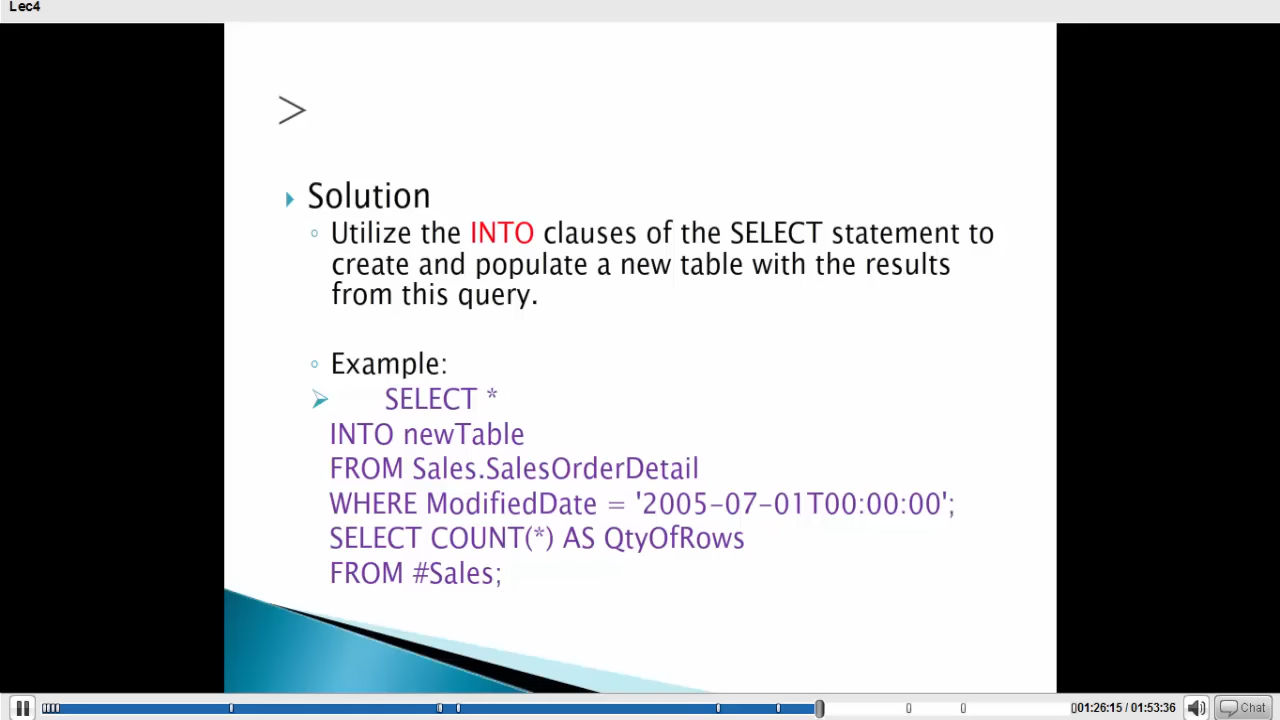 Lec4
>
Solution
Utilize the INTO clauses of the SELECT statement to
create and populate a new table with the results
from this query.
Example:
SELECT *
INTO newTable
FROM Sales.SalesOrderDetail
WHERE ModifiedDate = '2005-07-01T00:00:00';
SELECT COUNT(*) AS QtyOfRows
FROM #Sales;
01:26:15 / 01:53:36
Chat